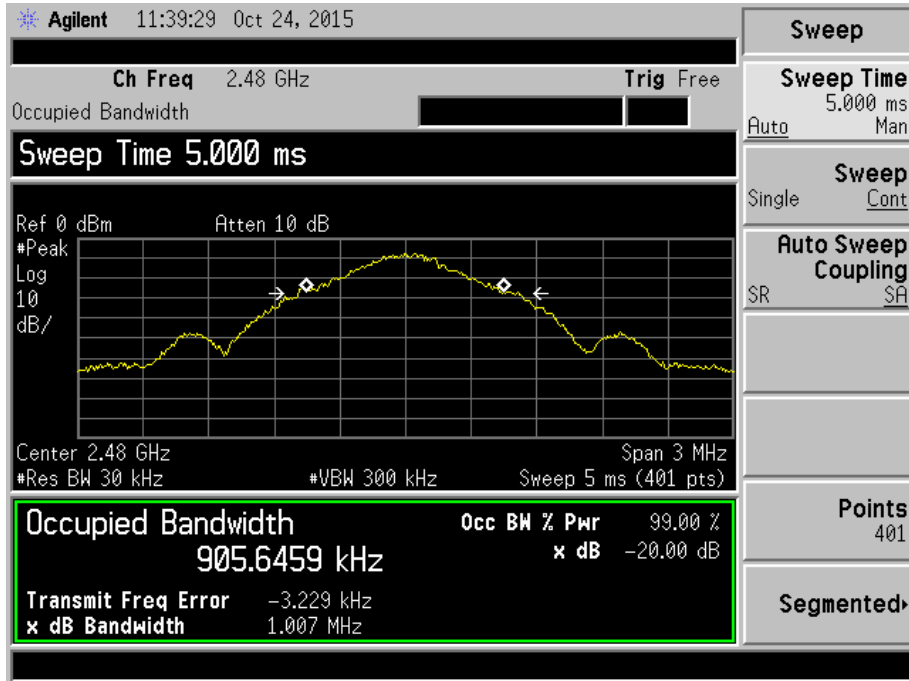 Agilent 11:39:29 Oct 24, 2015
Ch Freq 2.48 GHz Trig Free
Occupied Bandwidth
Sweep Time 5.000 ms
Ref 0 dBm Atten 10 dB
#Peak
Log
10
dB/
Center 2.48 GHz Span 3 MHz
#Res BW 30 kHz #VBW 300 kHz Sweep 5 ms (401 pts)
Occupied Bandwidth
905.6459 kHz
Occ BW % Pwr 99.00 %
x dB -20.00 dB
Transmit Freq Error -3.229 kHz
x dB Bandwidth 1.007 MHz
Sweep
Sweep Time
5.000 ms
Auto Man
Sweep
Single Cont
Auto Sweep
Coupling
SR SA
Points
401
Segmented